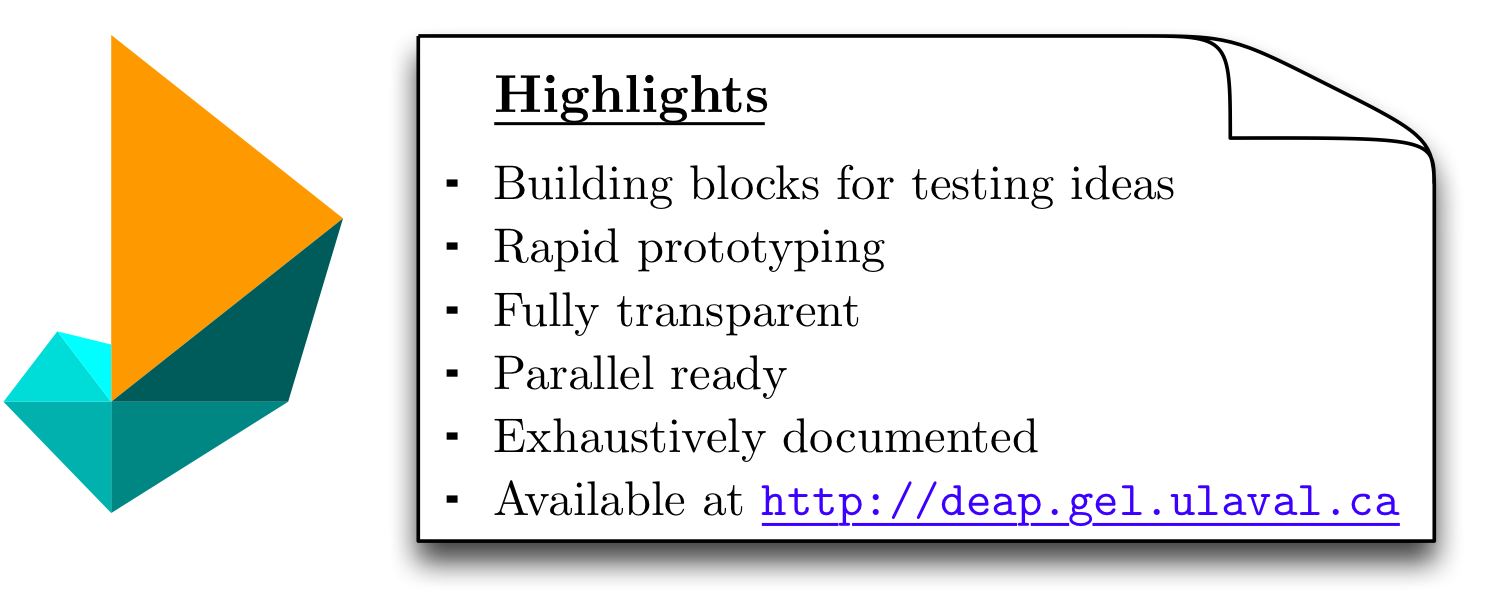 Highlights
- Building blocks for testing ideas
- Rapid prototyping
- Fully transparent
- Parallel ready
- Exhaustively documented
- Available at http://deap.gel.ulaval.ca